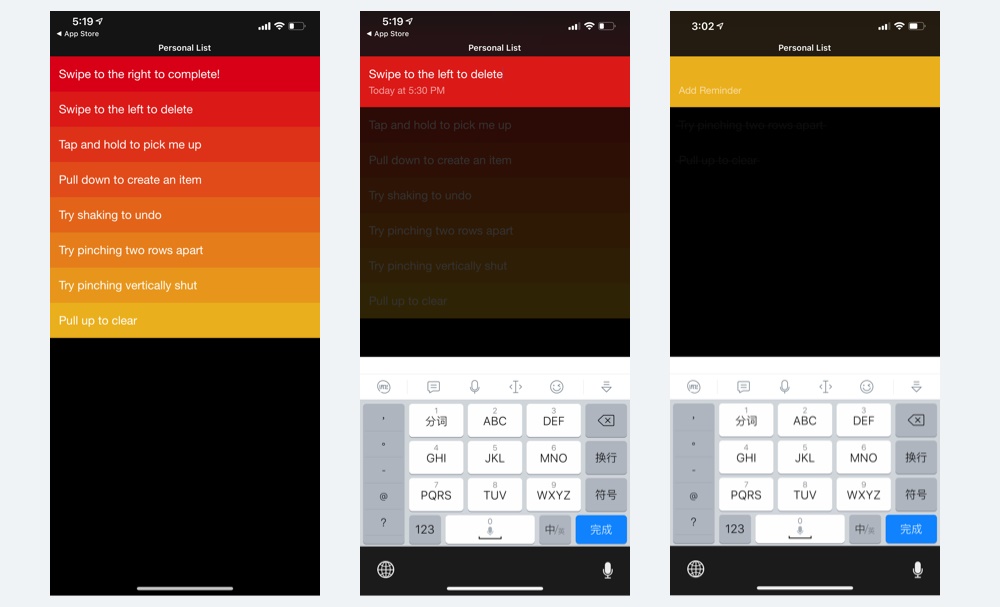 5:19
◀ App Store
Personal List
Swipe to the right to complete!
Swipe to the left to delete
Tap and hold to pick me up
Pull down to create an item
Try shaking to undo
Try pinching two rows apart
Try pinching vertically shut
Pull up to clear
5:19
◀ App Store
Personal List
Swipe to the left to delete
Today at 5:30 PM
Tap and hold to pick me up
Pull down to create an item
Try shaking to undo
Try pinching two rows apart
Try pinching vertically shut
Pull up to clear
1 2 3
分词 ABC DEF
4 5 6
GHI JKL MNO 换行
7 8 9
@ PQRS TUV WXYZ 符号
? 123 0 中/英 完成
3:02
Personal List
Add Reminder
Try pinching two rows apart
Pull up to clear
1 2 3
分词 ABC DEF
4 5 6
GHI JKL MNO 换行
7 8 9
@ PQRS TUV WXYZ 符号
? 123 0 中/英 完成